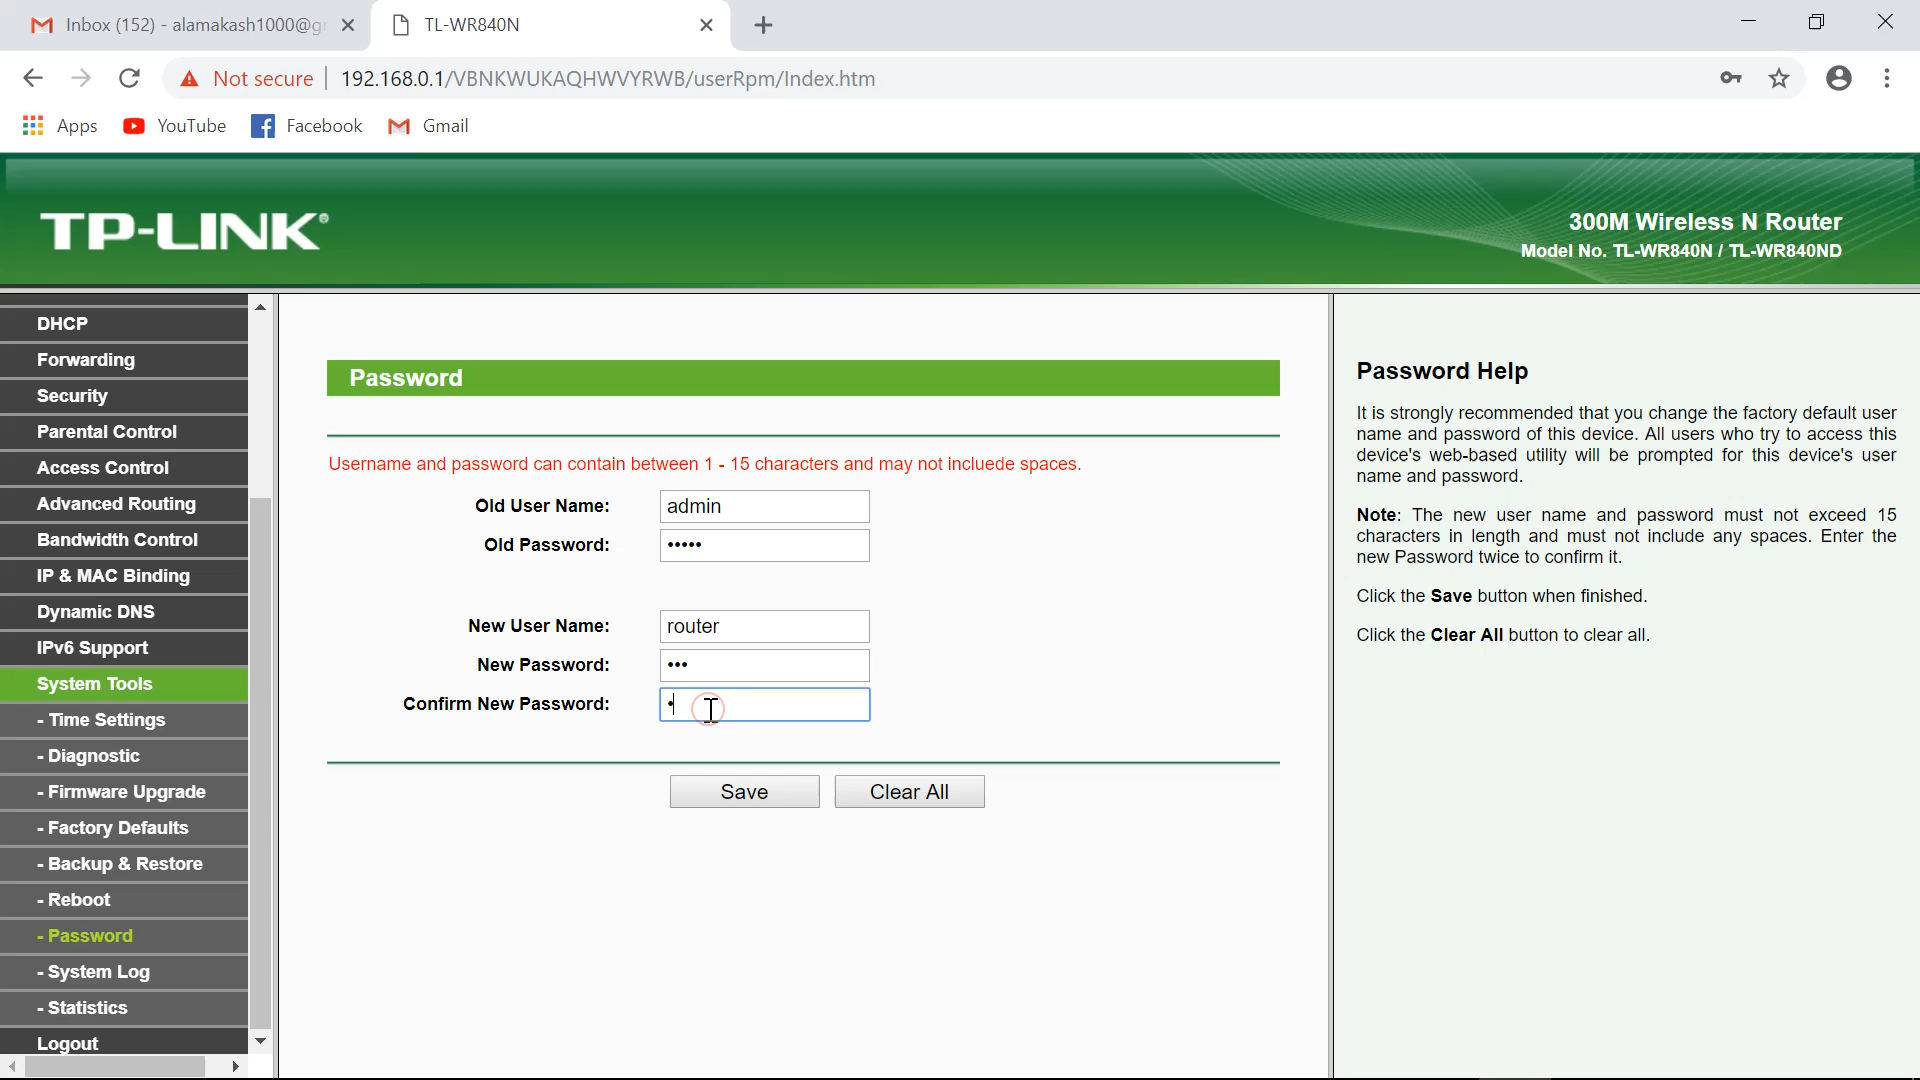 Inbox (152) - alamakash1000@gr
TL-WR840N
Not secure
192.168.0.1/VBNKWUKAQHWVYRWB/userRpm/Index.htm
Apps
YouTube
Facebook
Gmail
TP-LINK®
300M Wireless N Router
Model No. TL-WR840N / TL-WR840ND
DHCP
Forwarding
Security
Parental Control
Access Control
Advanced Routing
Bandwidth Control
IP & MAC Binding
Dynamic DNS
IPv6 Support
System Tools
- Time Settings
- Diagnostic
- Firmware Upgrade
- Factory Defaults
- Backup & Restore
- Reboot
- Password
- System Log
- Statistics
Logout
Password
Username and password can contain between 1 - 15 characters and may not incluede spaces.
Old User Name: admin
Old Password: •••••
New User Name: router
New Password: •••
Confirm New Password: •
Save
Clear All
Password Help
It is strongly recommended that you change the factory default user
name and password of this device. All users who try to access this
device's web-based utility will be prompted for this device's user
name and password.
Note: The new user name and password must not exceed 15
characters in length and must not include any spaces. Enter the
new Password twice to confirm it.
Click the Save button when finished.
Click the Clear All button to clear all.